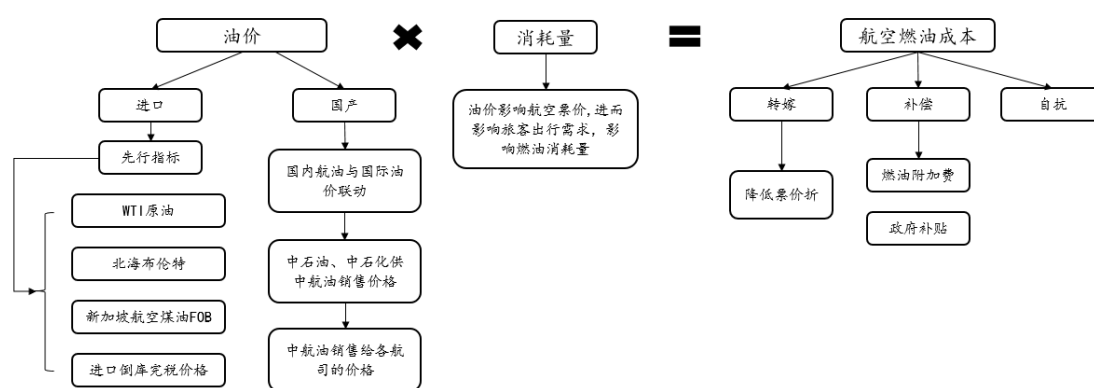 油价
消耗量
航空燃油成本
进口
国产
转嫁
补偿
自抗
油价影响航空票价,进而
影响旅客出行需求，影
响燃油消耗量
先行指标
国内航油与国际油
价联动
燃油附加费
降低票价折
WTI原油
政府补贴
北海布伦特
中石油、中石化供
中航油销售价格
新加坡航空煤油FOB
进口倒库完税价格
中航油销售给各航
司的价格